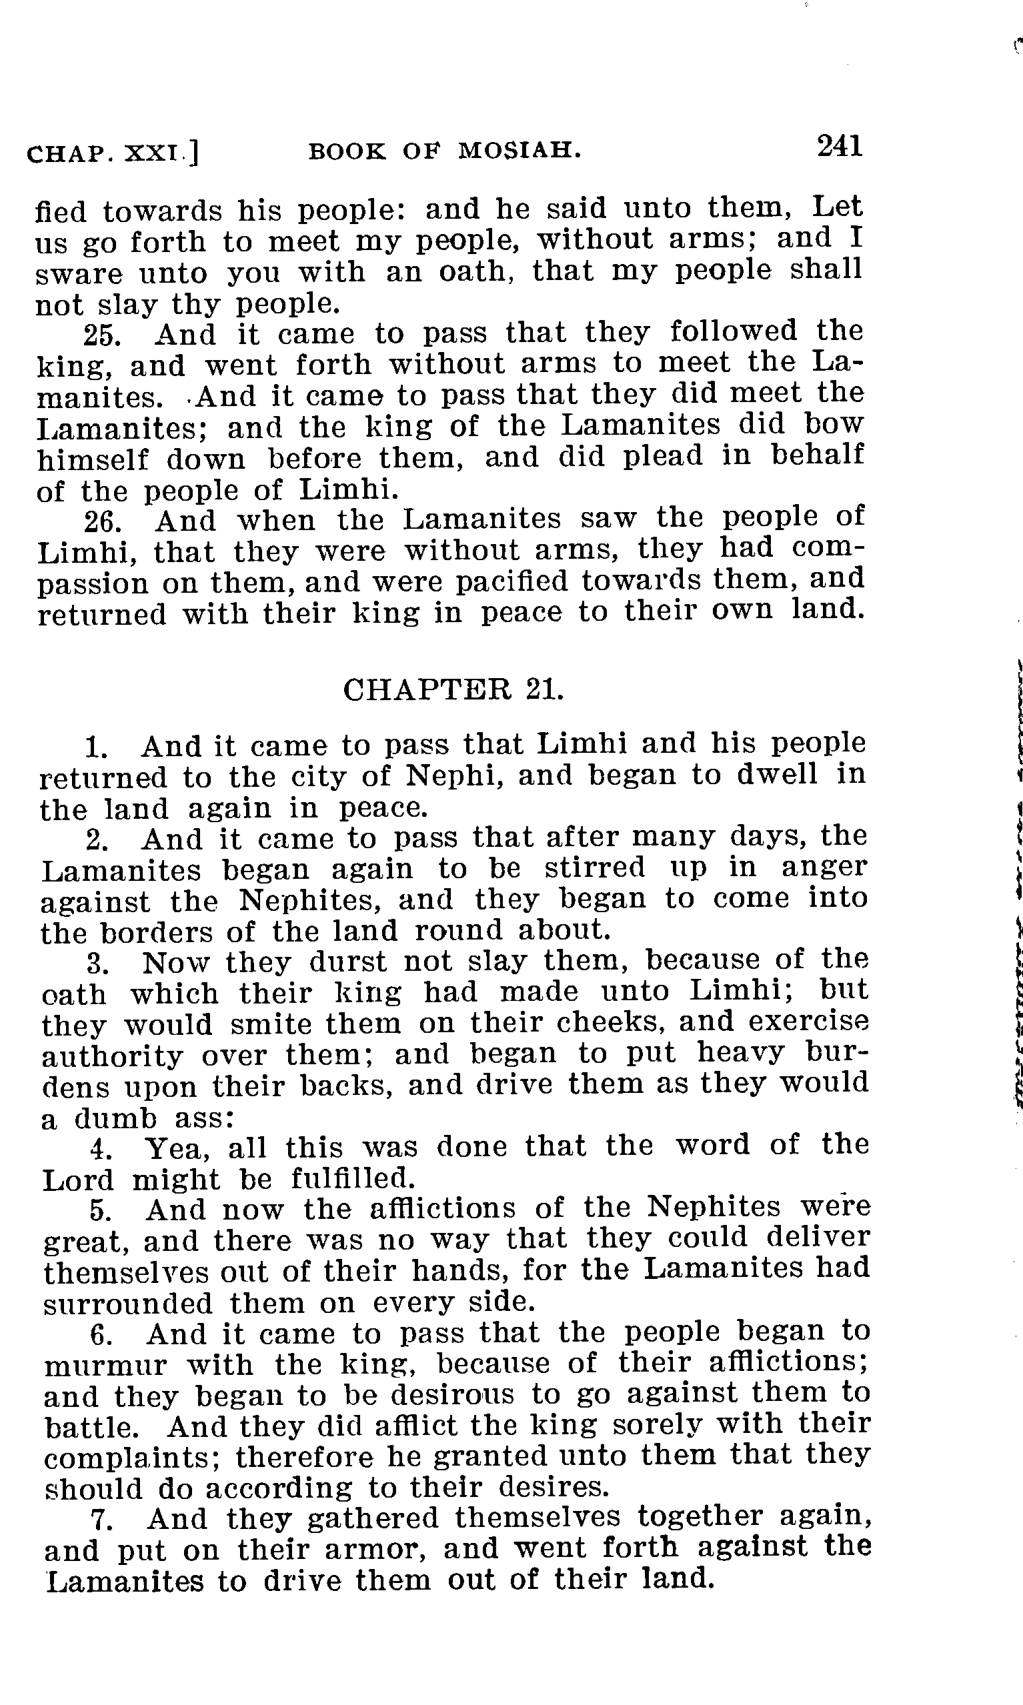 CHAP. XXI.] BOOK OF MOSIAH. 241
fied towards his people: and he said unto them, Let
us go forth to meet my people, without arms; and I
sware unto you with an oath, that my people shall
not slay thy people.
25. And it came to pass that they followed the
king, and went forth without arms to meet the La-
manites. And it came to pass that they did meet the
Lamanites; and the king of the Lamanites did bow
himself down before them, and did plead in behalf
of the people of Limhi.
26. And when the Lamanites saw the people of
Limhi, that they were without arms, they had com-
passion on them, and were pacified towards them, and
returned with their king in peace to their own land.
CHAPTER 21.
1. And it came to pass that Limhi and his people
returned to the city of Nephi, and began to dwell in
the land again in peace.
2. And it came to pass that after many days, the
Lamanites began again to be stirred up in anger
against the Nephites, and they began to come into
the borders of the land round about.
3. Now they durst not slay them, because of the
oath which their king had made unto Limhi; but
they would smite them on their cheeks, and exercise
authority over them; and began to put heavy bur-
dens upon their backs, and drive them as they would
a dumb ass:
4. Yea, all this was done that the word of the
Lord might be fulfilled.
5. And now the afflictions of the Nephites were
great, and there was no way that they could deliver
themselves out of their hands, for the Lamanites had
surrounded them on every side.
6. And it came to pass that the people began to
murmur with the king, because of their afflictions;
and they began to be desirous to go against them to
battle. And they did afflict the king sorely with their
complaints; therefore he granted unto them that they
should do according to their desires.
7. And they gathered themselves together again,
and put on their armor, and went forth against the
Lamanites to drive them out of their land.